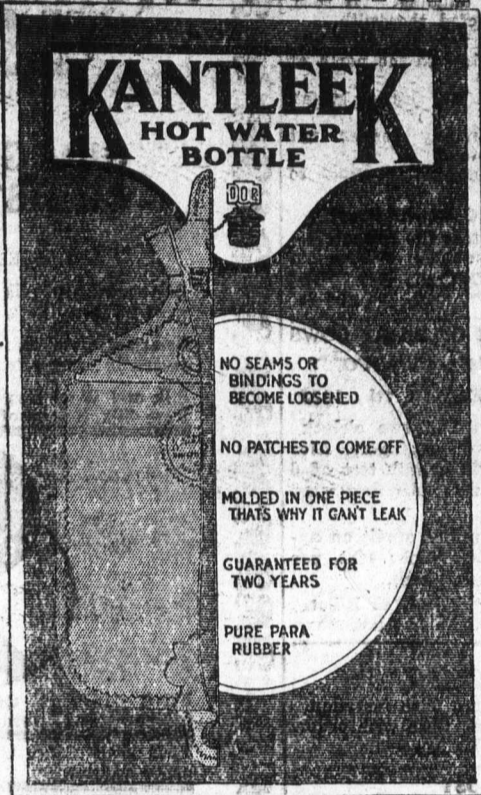 KANTLEEK
HOT WATER
BOTTLE
NO SEAMS OR
BINDINGS TO
BECOME LOOSENED
NO PATCHES TO COME OFF
MOLDED IN ONE PIECE
THATS WHY IT CAN'T LEAK
GUARANTEED FOR
TWO YEARS
PURE PARA
RUBBER